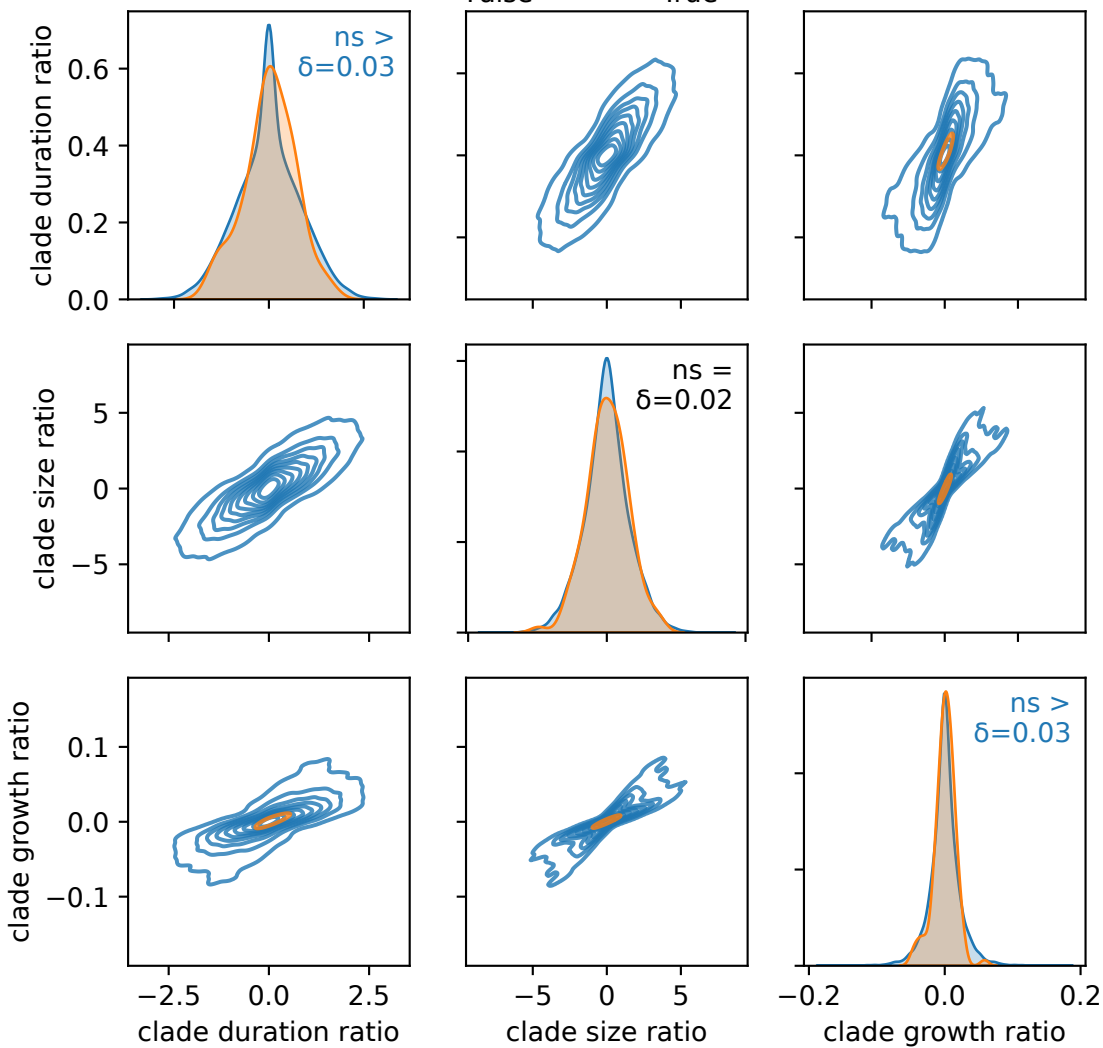 clade duration ratio
0.6
0.4
0.2
0.0
ns >
δ=0.03
clade size ratio
5
0
−5
ns =
δ=0.02
−5
0
5
clade growth ratio
0.1
0.0
−0.1
ns >
δ=0.03
−2.5
0.0
2.5
−5
0
5
−0.2
0.0
0.2
clade duration ratio
clade size ratio
clade growth ratio